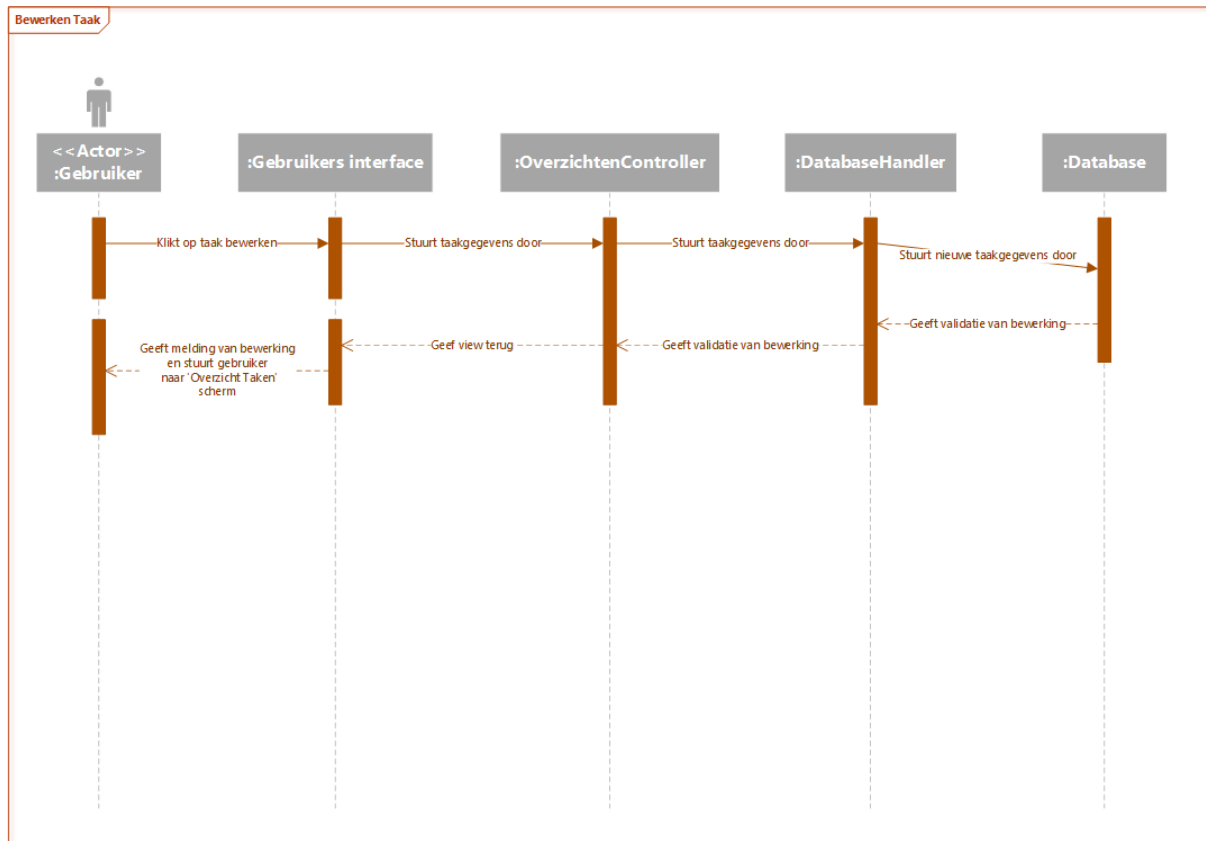 Bewerken Taak
<<Actor>>
:Gebruiker
:Gebruikers interface
:OverzichtenController
:DatabaseHandler
:Database
Klikt op taak bewerken
Stuurt taakgegevens door
Stuurt taakgegevens door
Stuurt nieuwe taakgegevens door
Geeft validatie van bewerking
Geeft validatie van bewerking
Geef view terug
Geeft melding van bewerking
en stuurt gebruiker
naar 'Overzicht Taken'
scherm